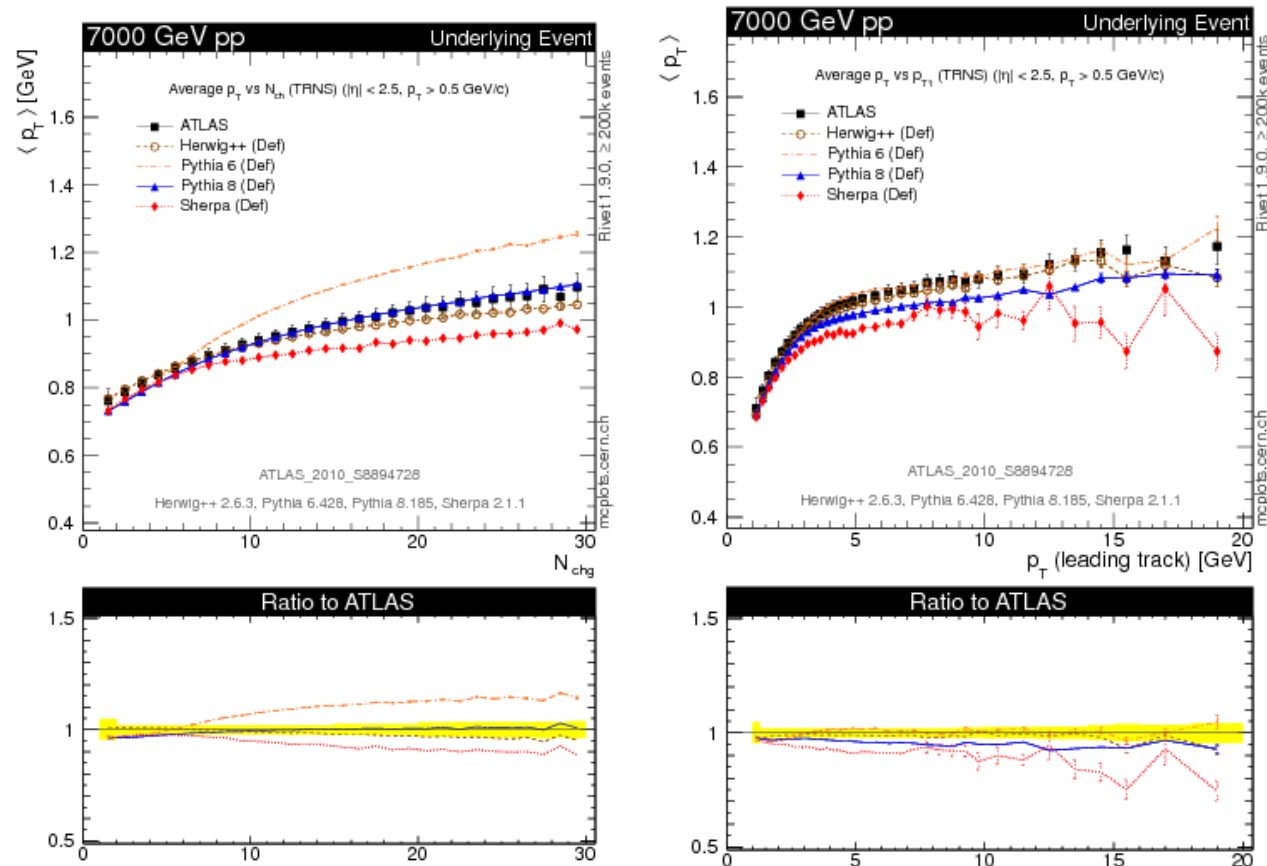 7000 GeV pp Underlying Event
Average pT vs Nch (TRNS) (|η| < 2.5, pT > 0.5 GeV/c)
ATLAS
Herwig++ (Def)
Pythia 6 (Def)
Pythia 8 (Def)
Sherpa (Def)
⟨ pT ⟩ [GeV]
1.6
1.4
1.2
1
0.8
0.6
0.4
ATLAS_2010_S8894728
Herwig++ 2.6.3, Pythia 6.428, Pythia 8.185, Sherpa 2.1.1
0 10 20 30
Nchg
Rivet 1.9.0, ≥ 200k events
mcplots.cern.ch
Ratio to ATLAS
1.5
1
0.5
0 10 20 30
7000 GeV pp Underlying Event
Average pT vs pT1 (TRNS) (|η| < 2.5, pT > 0.5 GeV/c)
ATLAS
Herwig++ (Def)
Pythia 6 (Def)
Pythia 8 (Def)
Sherpa (Def)
⟨ pT ⟩
1.6
1.4
1.2
1
0.8
0.6
0.4
ATLAS_2010_S8894728
Herwig++ 2.6.3, Pythia 6.428, Pythia 8.185, Sherpa 2.1.1
0 5 10 15 20
pT (leading track) [GeV]
Rivet 1.9.0, ≥ 200k events
mcplots.cern.ch
Ratio to ATLAS
1.5
1
0.5
0 5 10 15 20